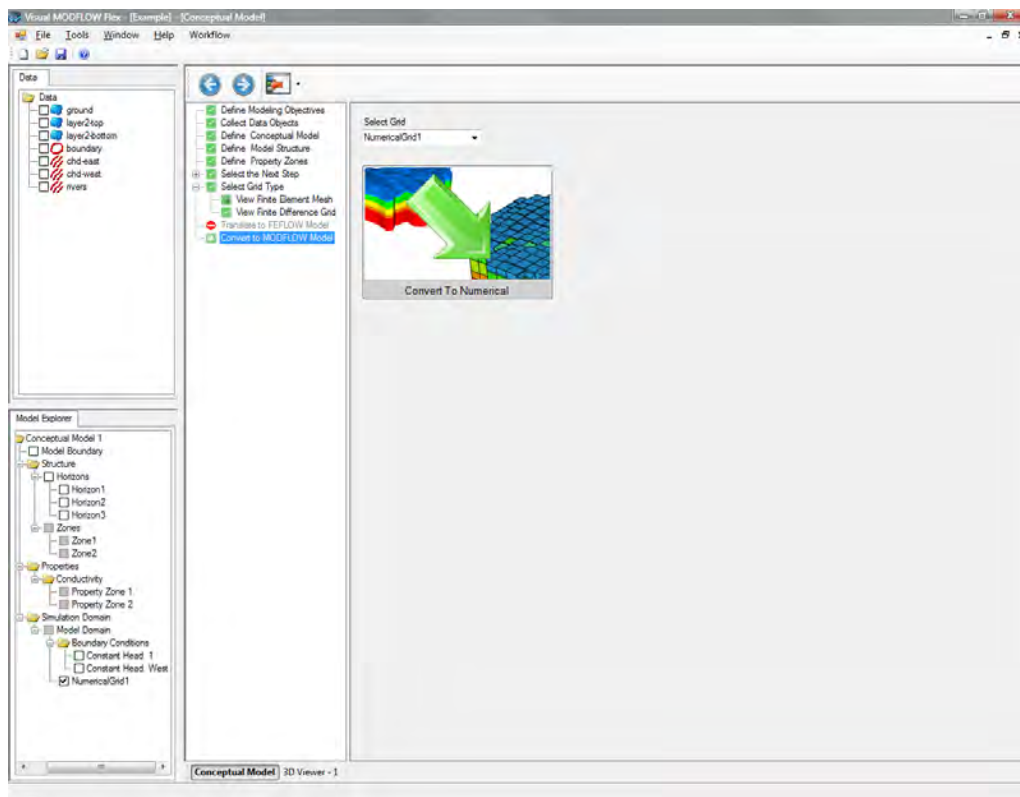 Visual MODFLOW Flex - [Example] - [Conceptual Model]
File Tools Window Help Workflow
Data
Data
ground
layer2-top
layer2-bottom
boundary
chd-east
chd-west
rivers
Define Modeling Objectives
Collect Data Objects
Define Conceptual Model
Define Model Structure
Define Property Zones
Select the Next Step
Select Grid Type
View Finite Element Mesh
View Finite Difference Grid
Translate to FEFLOW Model
Convert to MODFLOW Model
Select Grid
NumericalGrid1
Convert To Numerical
Model Explorer
Conceptual Model 1
Model Boundary
Structure
Horizons
Horizon1
Horizon2
Horizon3
Zones
Zone1
Zone2
Properties
Conductivity
Property Zone 1
Property Zone 2
Simulation Domain
Model Domain
Boundary Conditions
Constant Head 1
Constant Head West
NumericalGrid1
Conceptual Model 3D Viewer - 1